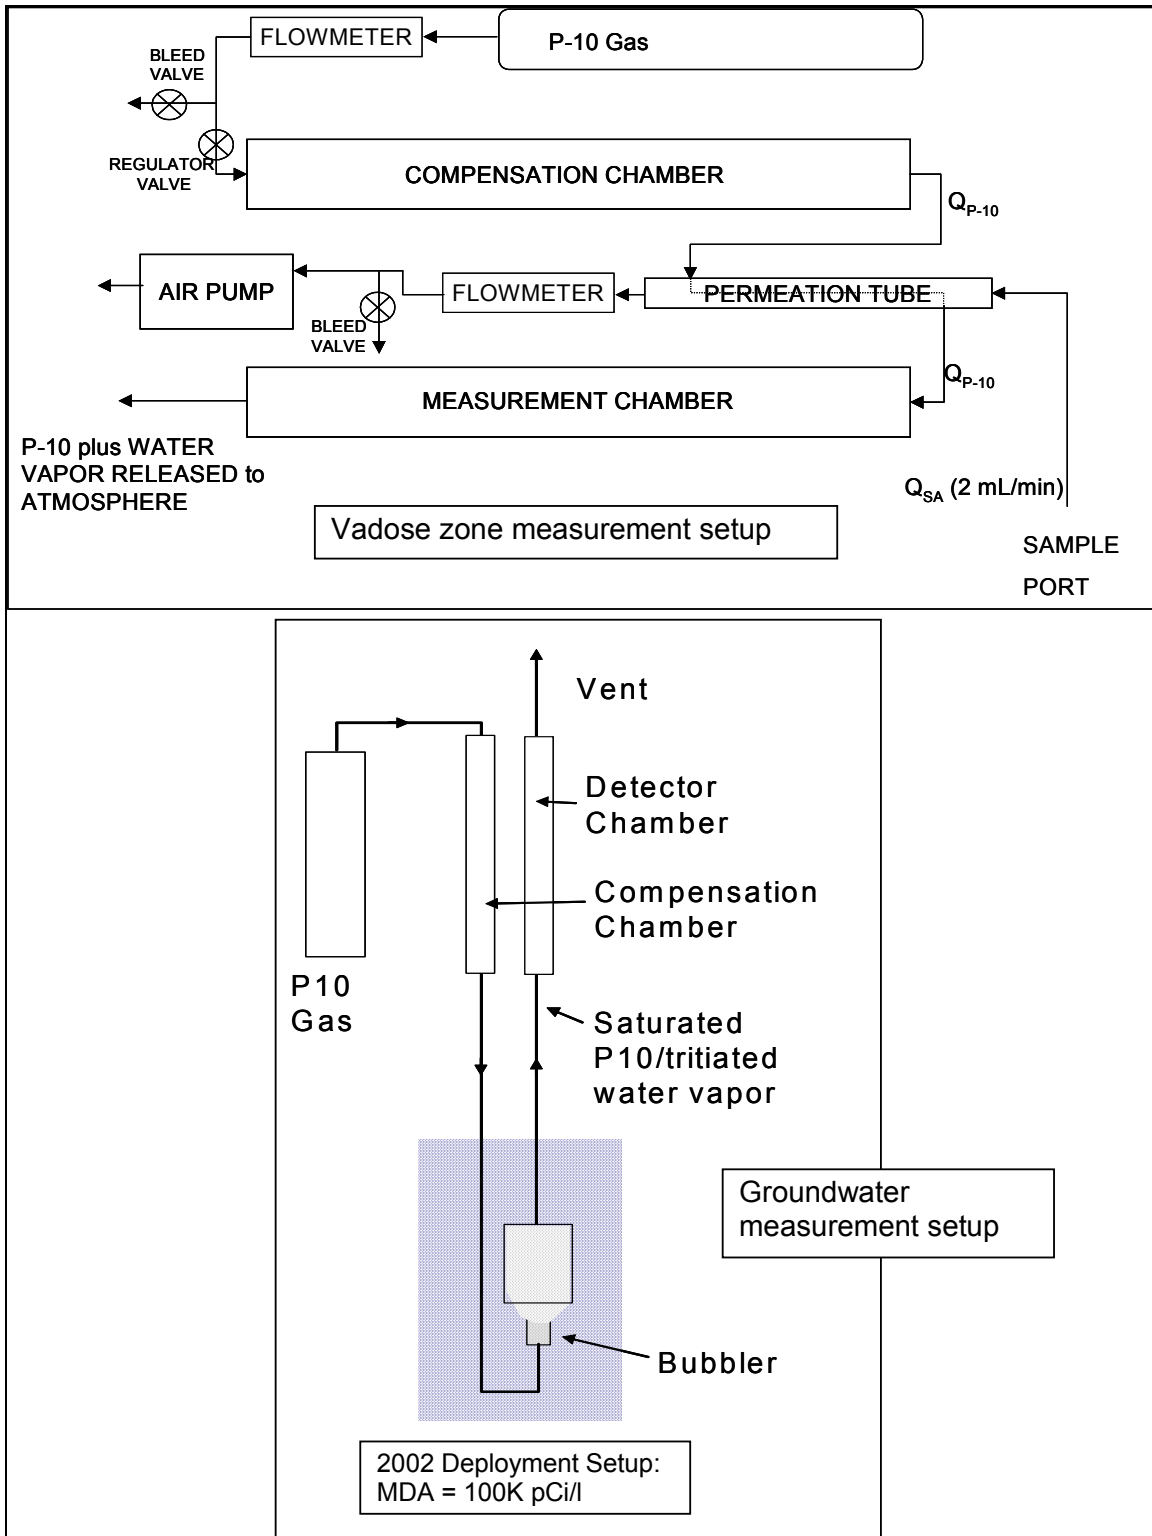 FLOWMETER
P-10 Gas
BLEED
VALVE
REGULATOR
VALVE
COMPENSATION CHAMBER
QP-10
AIR PUMP
FLOWMETER
PERMEATION TUBE
BLEED
VALVE
QP-10
MEASUREMENT CHAMBER
P-10 plus WATER
VAPOR RELEASED to
ATMOSPHERE
QSA (2 mL/min)
Vadose zone measurement setup
SAMPLE
PORT
Vent
Detector
Chamber
Compensation
Chamber
P10
Gas
Saturated
P10/tritiated
water vapor
Groundwater
measurement setup
Bubbler
2002 Deployment Setup:
MDA = 100K pCi/l